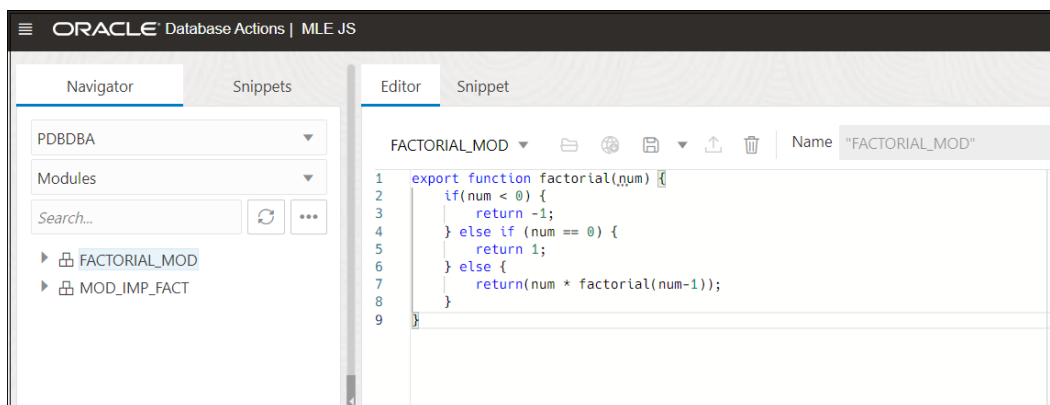 ORACLE Database Actions | MLE JS
Navigator
Snippets
PDBDBA
Modules
Search...
FACTORIAL_MOD
MOD_IMP_FACT
Editor
Snippet
FACTORIAL_MOD
Name "FACTORIAL_MOD"
1 export function factorial(num) {
2 if(num < 0) {
3 return -1;
4 } else if (num == 0) {
5 return 1;
6 } else {
7 return(num * factorial(num-1));
8 }
9 }